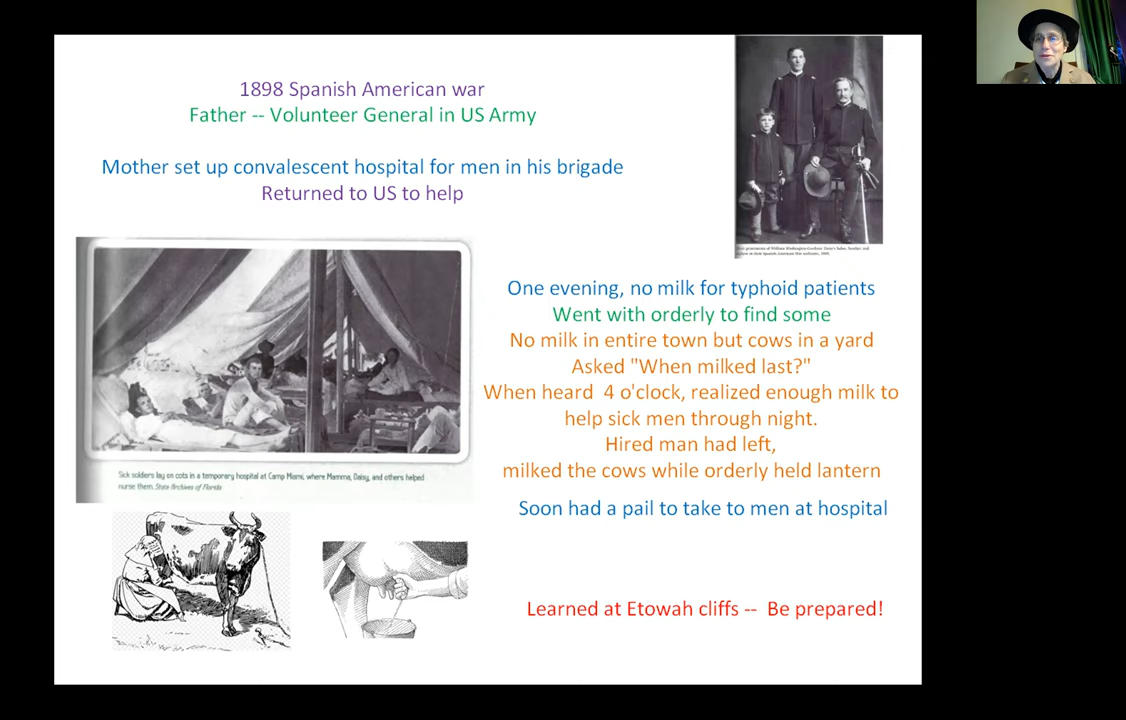 1898 Spanish American war
Father -- Volunteer General in US Army
Mother set up convalescent hospital for men in his brigade
Returned to US to help
One evening, no milk for typhoid patients
Went with orderly to find some
No milk in entire town but cows in a yard
Asked "When milked last?"
When heard 4 o'clock, realized enough milk to
help sick men through night.
Hired man had left,
milked the cows while orderly held lantern
Soon had a pail to take to men at hospital
Sick soldiers lay on cots in a temporary hospital at Camp Miami, where Mamma, Daisy, and others helped
nurse them. State Archives of Florida
Learned at Etowah cliffs -- Be prepared!